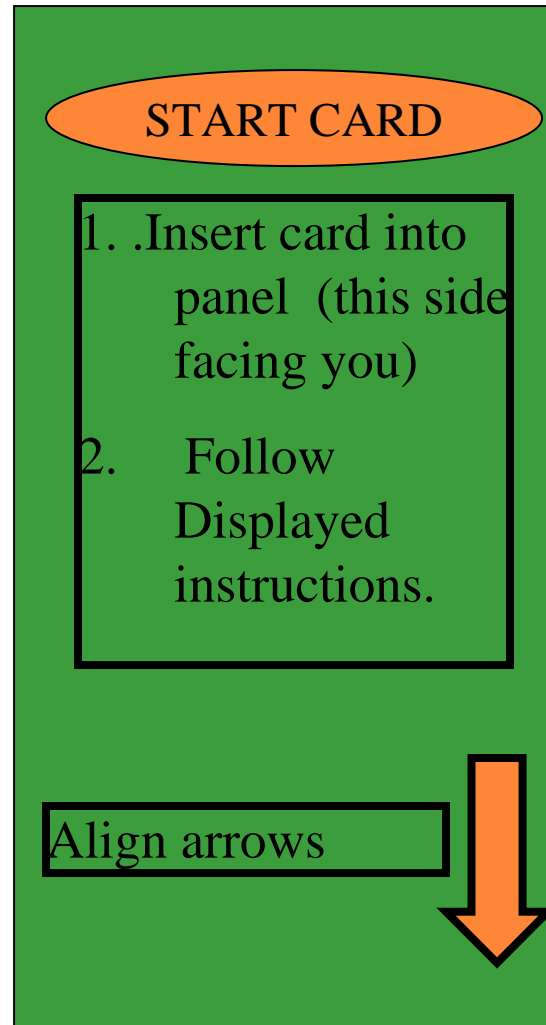 START CARD
1. .Insert card into
panel (this side
facing you)
2. Follow
Displayed
instructions.
Align arrows